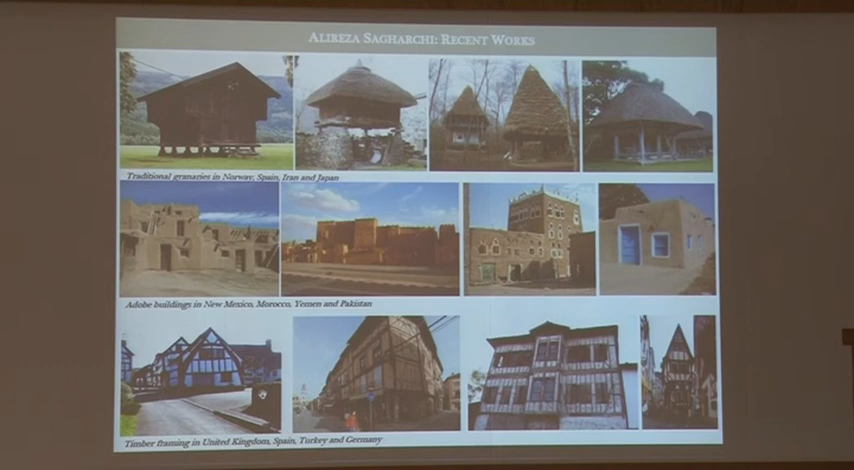 ALIREZA SAGHARCHI: RECENT WORKS
Traditional granaries in Norway, Spain, Iran and Japan
Adobe buildings in New Mexico, Morocco, Yemen and Pakistan
Timber framing in United Kingdom, Spain, Turkey and Germany